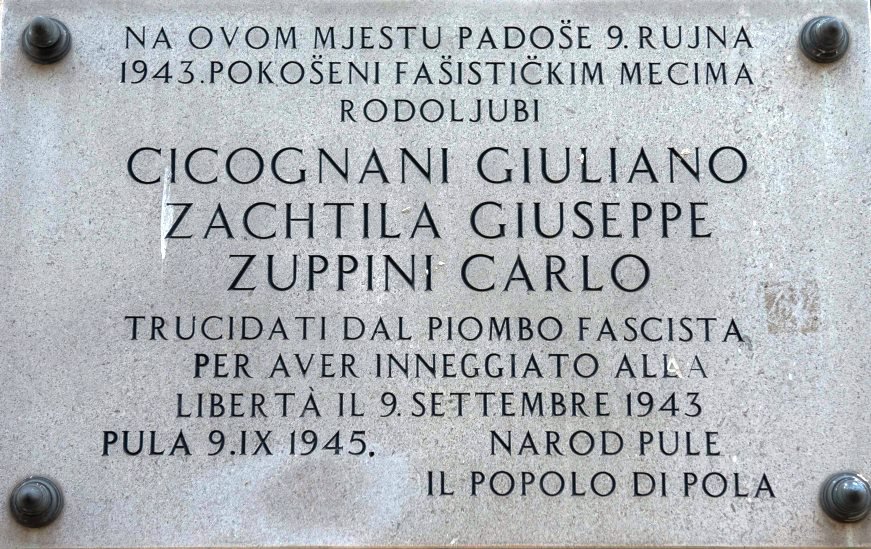 NA OVOM MJESTU PADOŠE 9. RUJNA
1943. POKOŠENI FAŠISTIČKIM MECIMA
RODOLJUBI
CICOGNANI GIULIANO
ZACHTILA GIUSEPPE
ZUPPINI CARLO
TRUCIDATI DAL PIOMBO FASCISTA
PER AVER INNEGGIATO ALLA
LIBERTÀ IL 9. SETTEMBRE 1943
PULA 9.IX 1945. NAROD PULE
IL POPOLO DI POLA